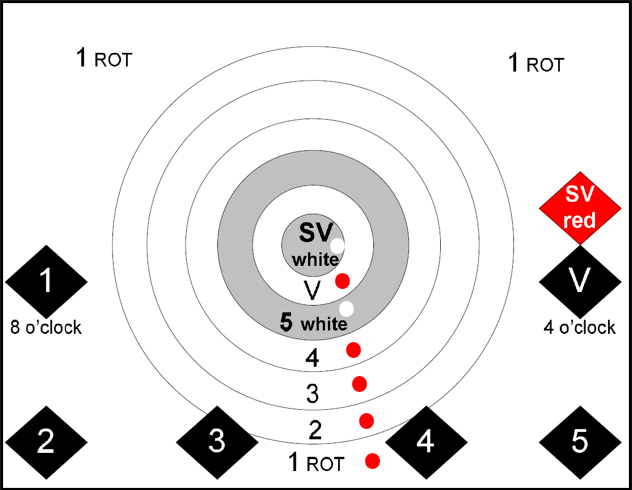 1 ROT
1 ROT
SV
red
SV
white
1
V
V
8 o'clock
4 o'clock
5 white
4
3
2
2
3
4
5
1 ROT